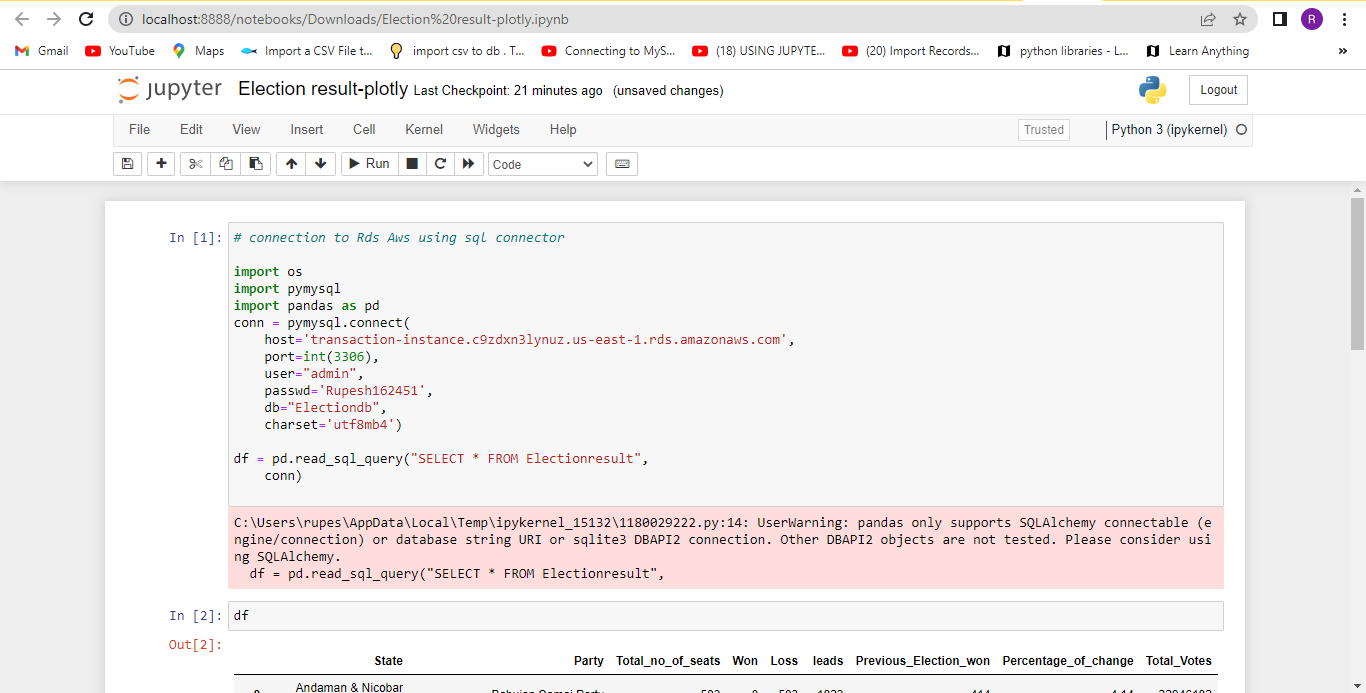 localhost:8888/notebooks/Downloads/Election%20result-plotly.ipynb
R
Gmail YouTube Maps Import a CSV File t... import csv to db . T... Connecting to MyS... (18) USING JUPYTE... (20) Import Records... python libraries - L... Learn Anything »
jupyter Election result-plotly Last Checkpoint: 21 minutes ago (unsaved changes) Logout
File Edit View Insert Cell Kernel Widgets Help Trusted Python 3 (ipykernel)
Run Code
In [1]: # connection to Rds Aws using sql connector
import os
import pymysql
import pandas as pd
conn = pymysql.connect(
host='transaction-instance.c9zdxn3lynuz.us-east-1.rds.amazonaws.com',
port=int(3306),
user="admin",
passwd='Rupesh162451',
db="Electiondb",
charset='utf8mb4')
df = pd.read_sql_query("SELECT * FROM Electionresult",
conn)
C:\Users\rupes\AppData\Local\Temp\ipykernel_15132\1180029222.py:14: UserWarning: pandas only supports SQLAlchemy connectable (e
ngine/connection) or database string URI or sqlite3 DBAPI2 connection. Other DBAPI2 objects are not tested. Please consider usi
ng SQLAlchemy.
df = pd.read_sql_query("SELECT * FROM Electionresult",
In [2]: df
Out[2]:
State Party Total_no_of_seats Won Loss leads Previous_Election_won Percentage_of_change Total_Votes
Andaman & Nicobar